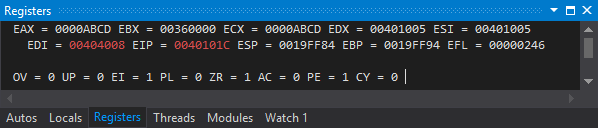 Registers
EAX = 0000ABCD EBX = 00360000 ECX = 0000ABCD EDX = 00401005 ESI = 00401005
EDI = 00404008 EIP = 0040101C ESP = 0019FF84 EBP = 0019FF94 EFL = 00000246
OV = 0 UP = 0 EI = 1 PL = 0 ZR = 1 AC = 0 PE = 1 CY = 0
Autos Locals Registers Threads Modules Watch 1